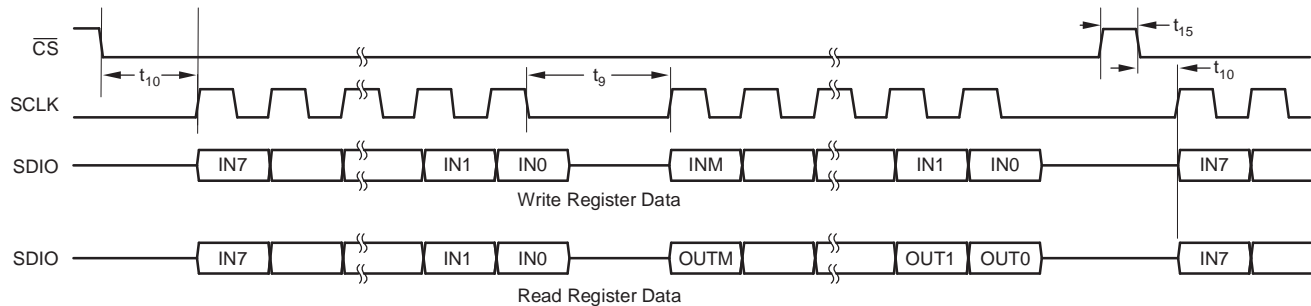 t15
CS
t10 t9 t10
SCLK
SDIO IN7 IN1 IN0 INM IN1 IN0 IN7
Write Register Data
SDIO IN7 IN1 IN0 OUTM OUT1 OUT0 IN7
Read Register Data